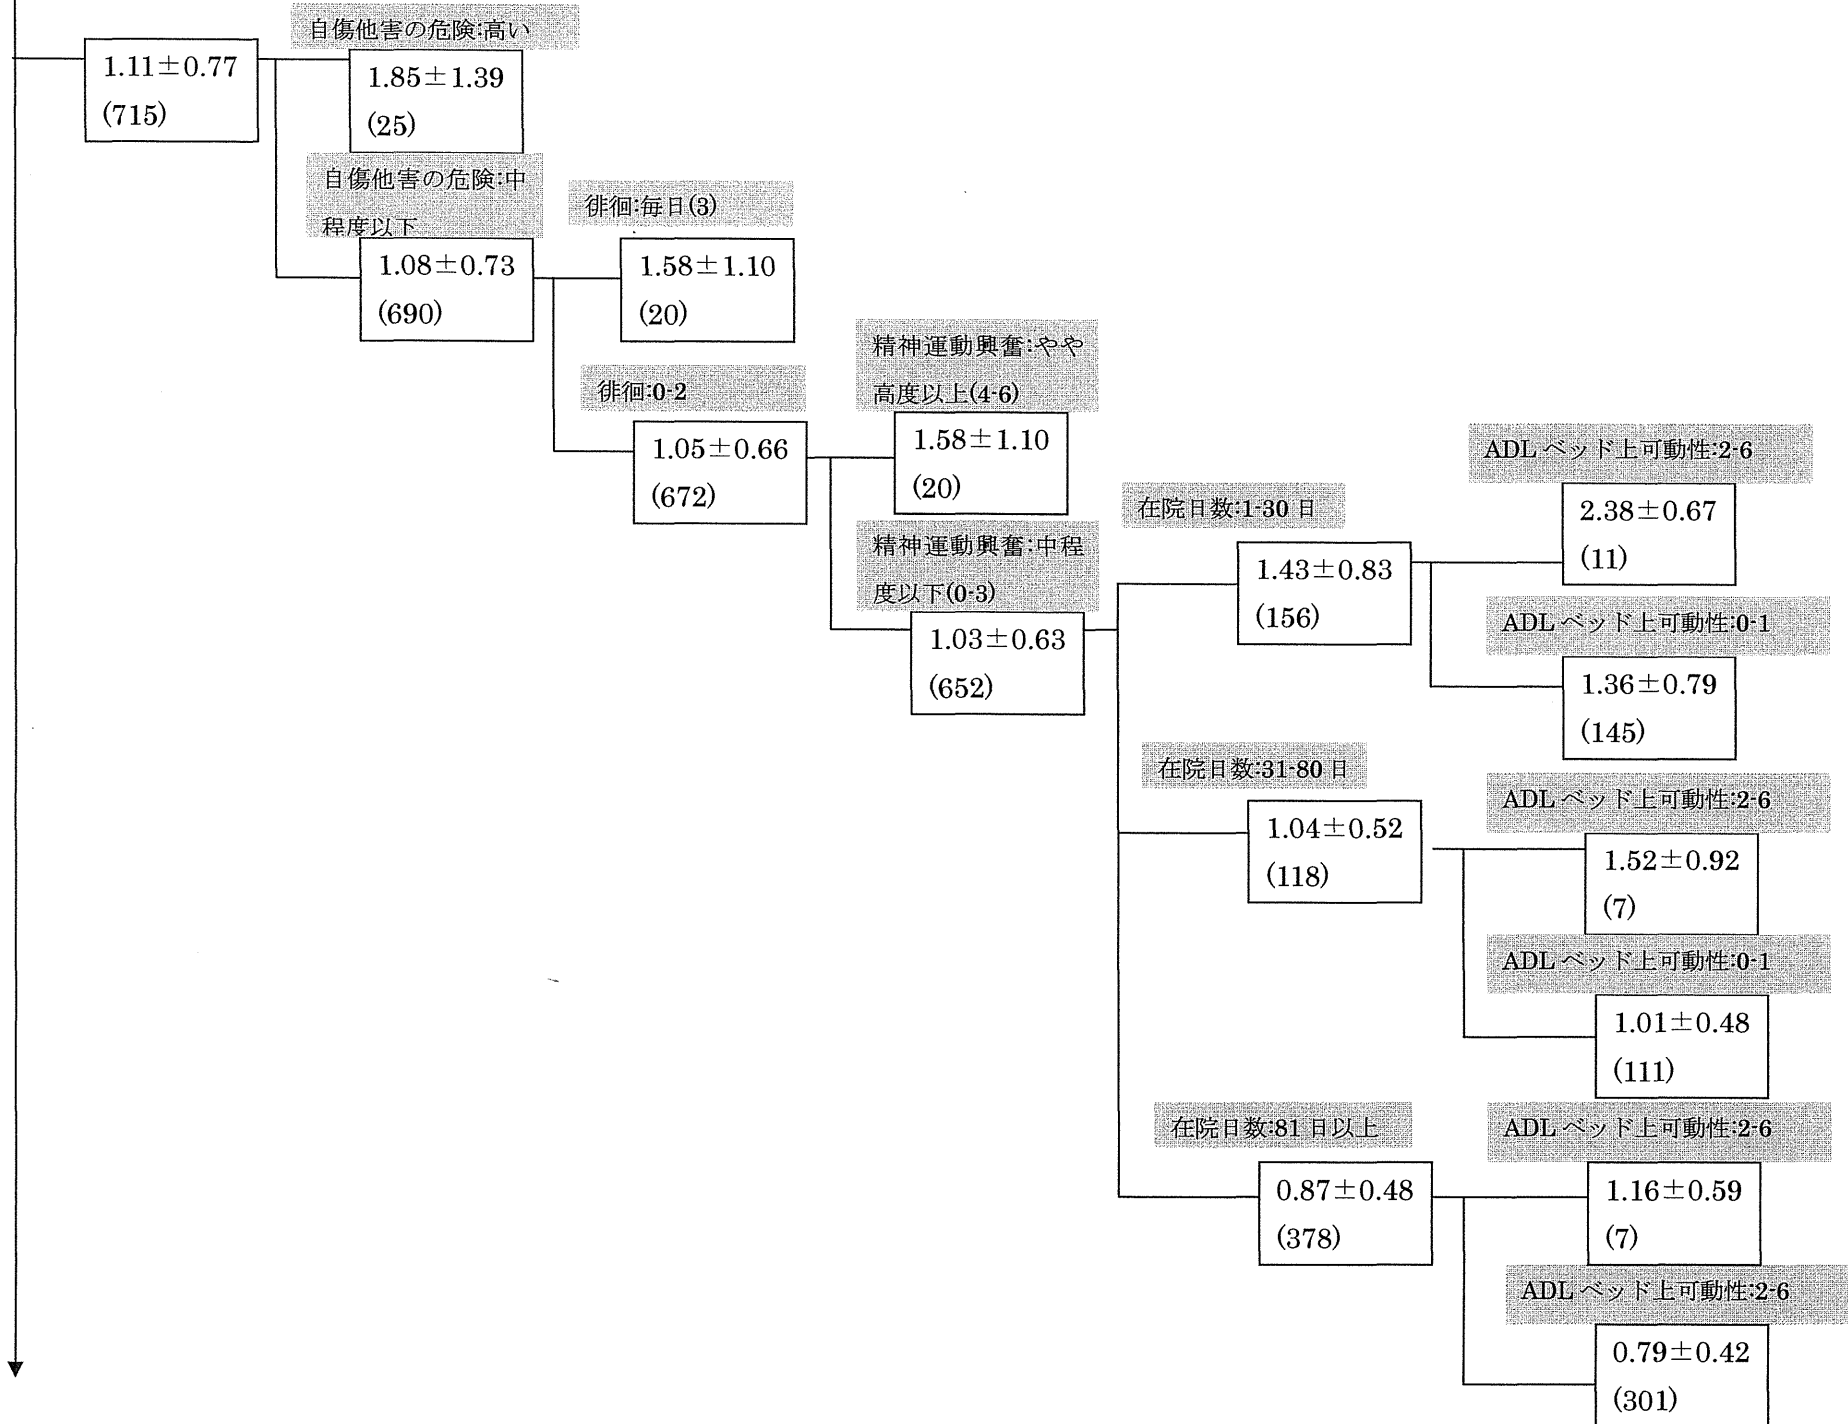 自傷他害の危険:高い
1.11±0.77
(715)
1.85±1.39
(25)
自傷他害の危険:中
程度以下
1.08±0.73
(690)
徘徊:毎日(3)
1.58±1.10
(20)
徘徊:0-2
1.05±0.66
(672)
精神運動興奮:やや
高度以上(4-6)
1.58±1.10
(20)
精神運動興奮:中程
度以下(0-3)
1.03±0.63
(652)
在院日数:1-30 日
1.43±0.83
(156)
ADL ベッド上可動性:2-6
2.38±0.67
(11)
ADL ベッド上可動性:0-1
1.36±0.79
(145)
在院日数:31-80 日
1.04±0.52
(118)
ADL ベッド上可動性:2-6
1.52±0.92
(7)
ADL ベッド上可動性:0-1
1.01±0.48
(111)
在院日数:81 日以上
0.87±0.48
(378)
ADL ベッド上可動性:2-6
1.16±0.59
(7)
ADL ベッド上可動性:2-6
0.79±0.42
(301)